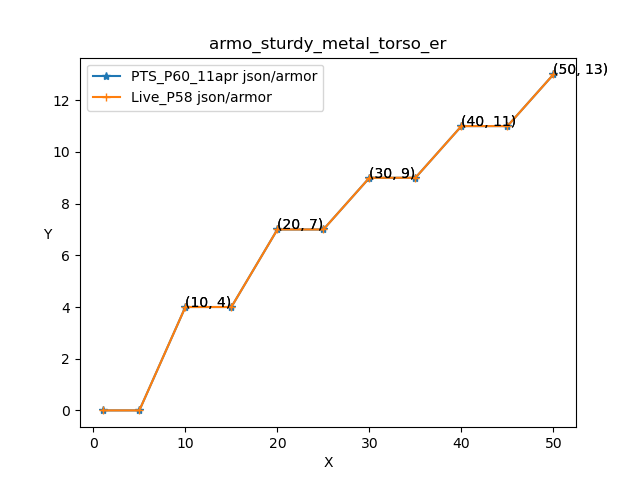 armo_sturdy_metal_torso_er
PTS_P60_11apr json/armor
Live_P58 json/armor
(50, 13)
(40, 11)
(30, 9)
(20, 7)
(10, 4)
Y
12
10
8
6
4
2
0
0 10 20 30 40 50
X